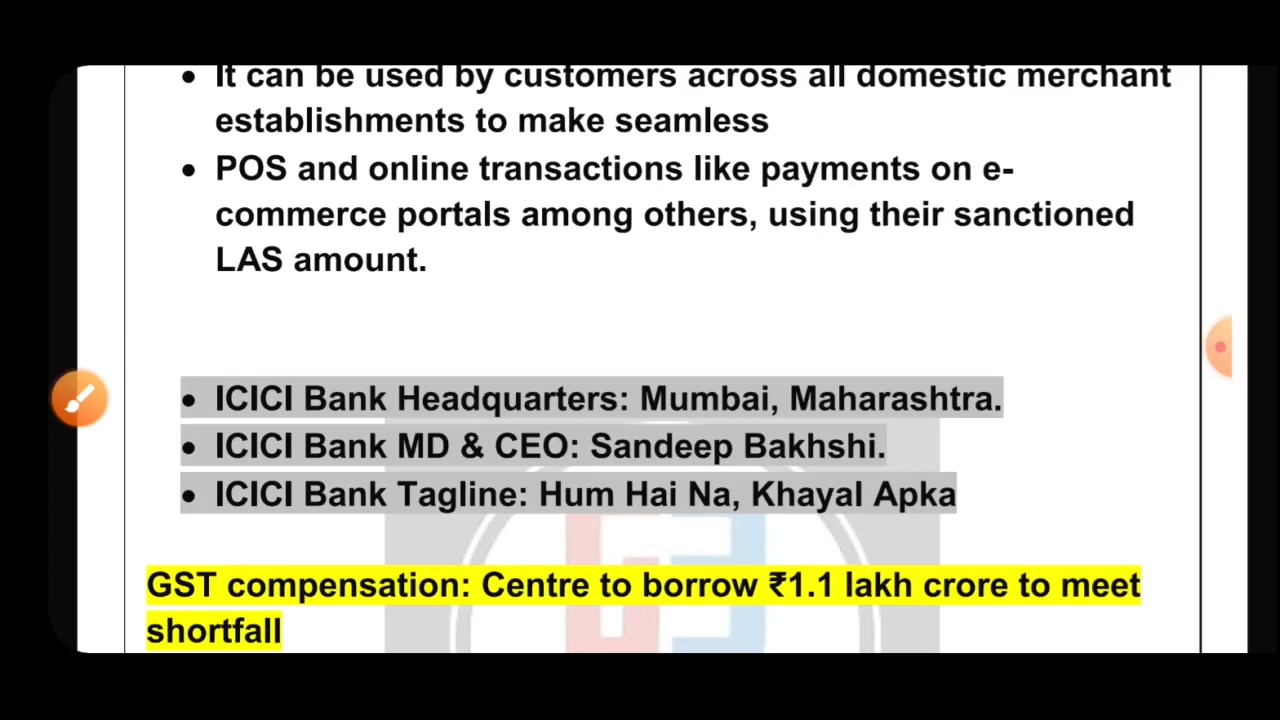 • It can be used by customers across all domestic merchant
establishments to make seamless
• POS and online transactions like payments on e-
commerce portals among others, using their sanctioned
LAS amount.
• ICICI Bank Headquarters: Mumbai, Maharashtra.
• ICICI Bank MD & CEO: Sandeep Bakhshi.
• ICICI Bank Tagline: Hum Hai Na, Khayal Apka
GST compensation: Centre to borrow ₹1.1 lakh crore to meet
shortfall